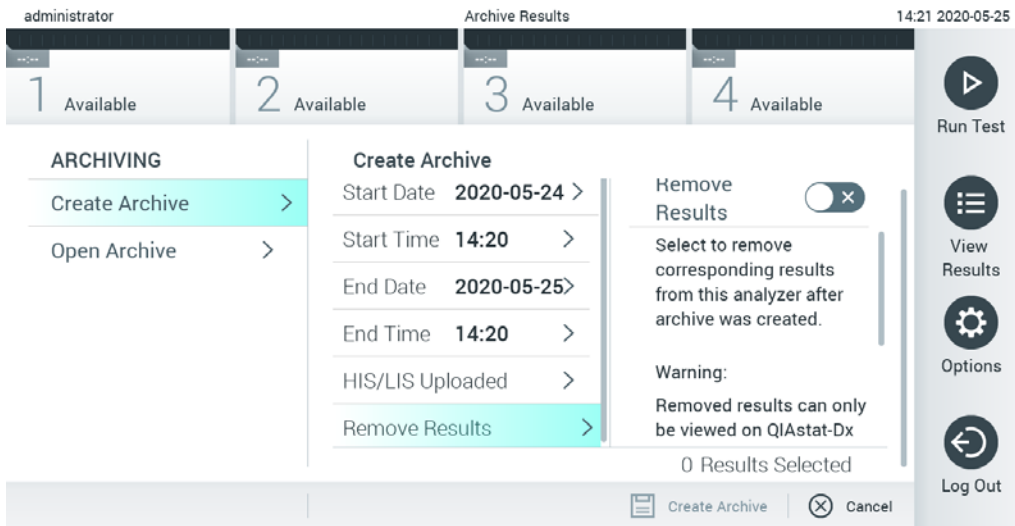 administrator
Archive Results
14:21 2020-05-25
--:--
--:--
--:--
--:--
1 Available
2 Available
3 Available
4 Available
Run Test
View
Results
Options
Log Out
ARCHIVING
Create Archive
Open Archive
Create Archive
Start Date 2020-05-24
Start Time 14:20
End Date 2020-05-25
End Time 14:20
HIS/LIS Uploaded
Remove Results
Remove
Results
Select to remove
corresponding results
from this analyzer after
archive was created.
Warning:
Removed results can only
be viewed on QIAstat-Dx
0 Results Selected
Create Archive
Cancel